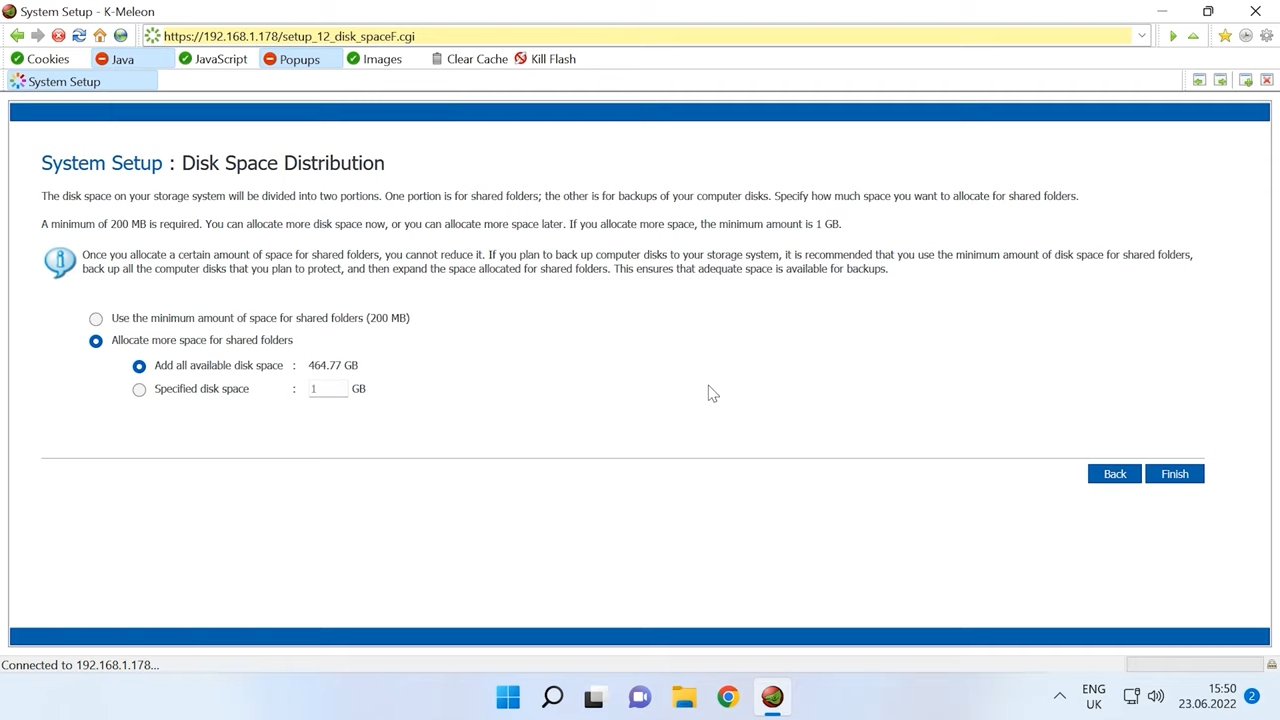 System Setup - K-Meleon
https://192.168.1.178/setup_12_disk_spaceF.cgi
Cookies Java JavaScript Popups Images Clear Cache Kill Flash
System Setup
System Setup : Disk Space Distribution
The disk space on your storage system will be divided into two portions. One portion is for shared folders; the other is for backups of your computer disks. Specify how much space you want to allocate for shared folders.
A minimum of 200 MB is required. You can allocate more disk space now, or you can allocate more space later. If you allocate more space, the minimum amount is 1 GB.
Once you allocate a certain amount of space for shared folders, you cannot reduce it. If you plan to back up computer disks to your storage system, it is recommended that you use the minimum amount of disk space for shared folders,
back up all the computer disks that you plan to protect, and then expand the space allocated for shared folders. This ensures that adequate space is available for backups.
Use the minimum amount of space for shared folders (200 MB)
Allocate more space for shared folders
Add all available disk space : 464.77 GB
Specified disk space : 1 GB
Back Finish
Connected to 192.168.1.178...
ENG 15:50
UK 23.06.2022 2